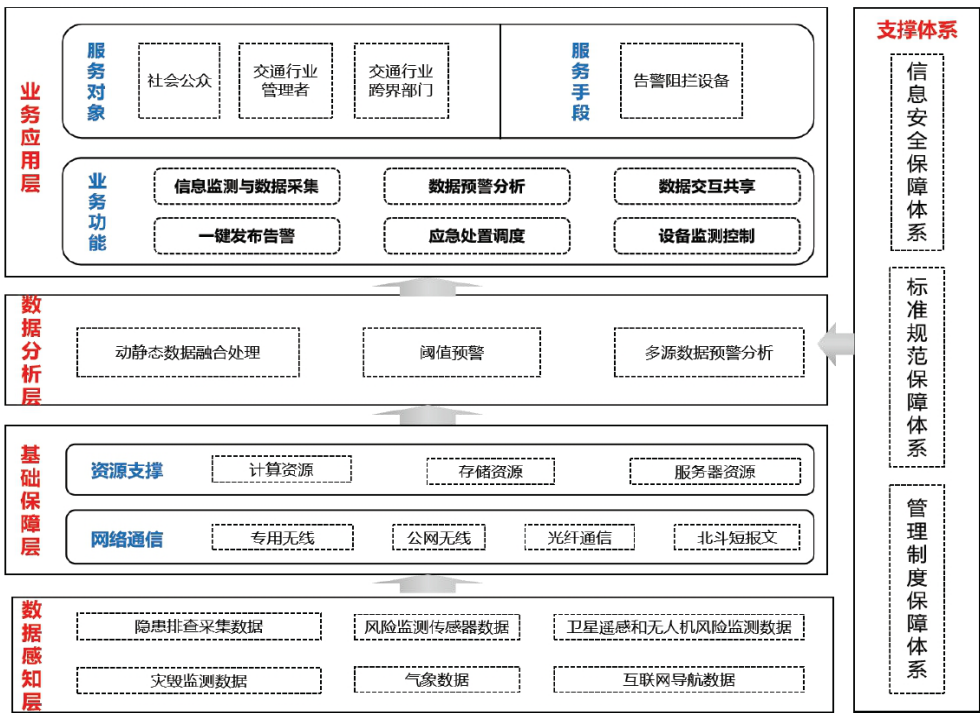 业务应用层
服务对象
社会公众
交通行业
管理者
交通行业
跨界部门
服务手段
告警阻拦设备
业务功能
信息监测与数据采集
数据预警分析
数据交互共享
一键发布告警
应急处置调度
设备监测控制
数据分析层
动静态数据融合处理
阈值预警
多源数据预警分析
基础保障层
资源支撑
计算资源
存储资源
服务器资源
网络通信
专用无线
公网无线
光纤通信
北斗短报文
数据感知层
隐患排查采集数据
风险监测传感器数据
卫星遥感和无人机风险监测数据
灾毁监测数据
气象数据
互联网导航数据
支撑体系
信息安全保障体系
标准规范保障体系
管理制度保障体系